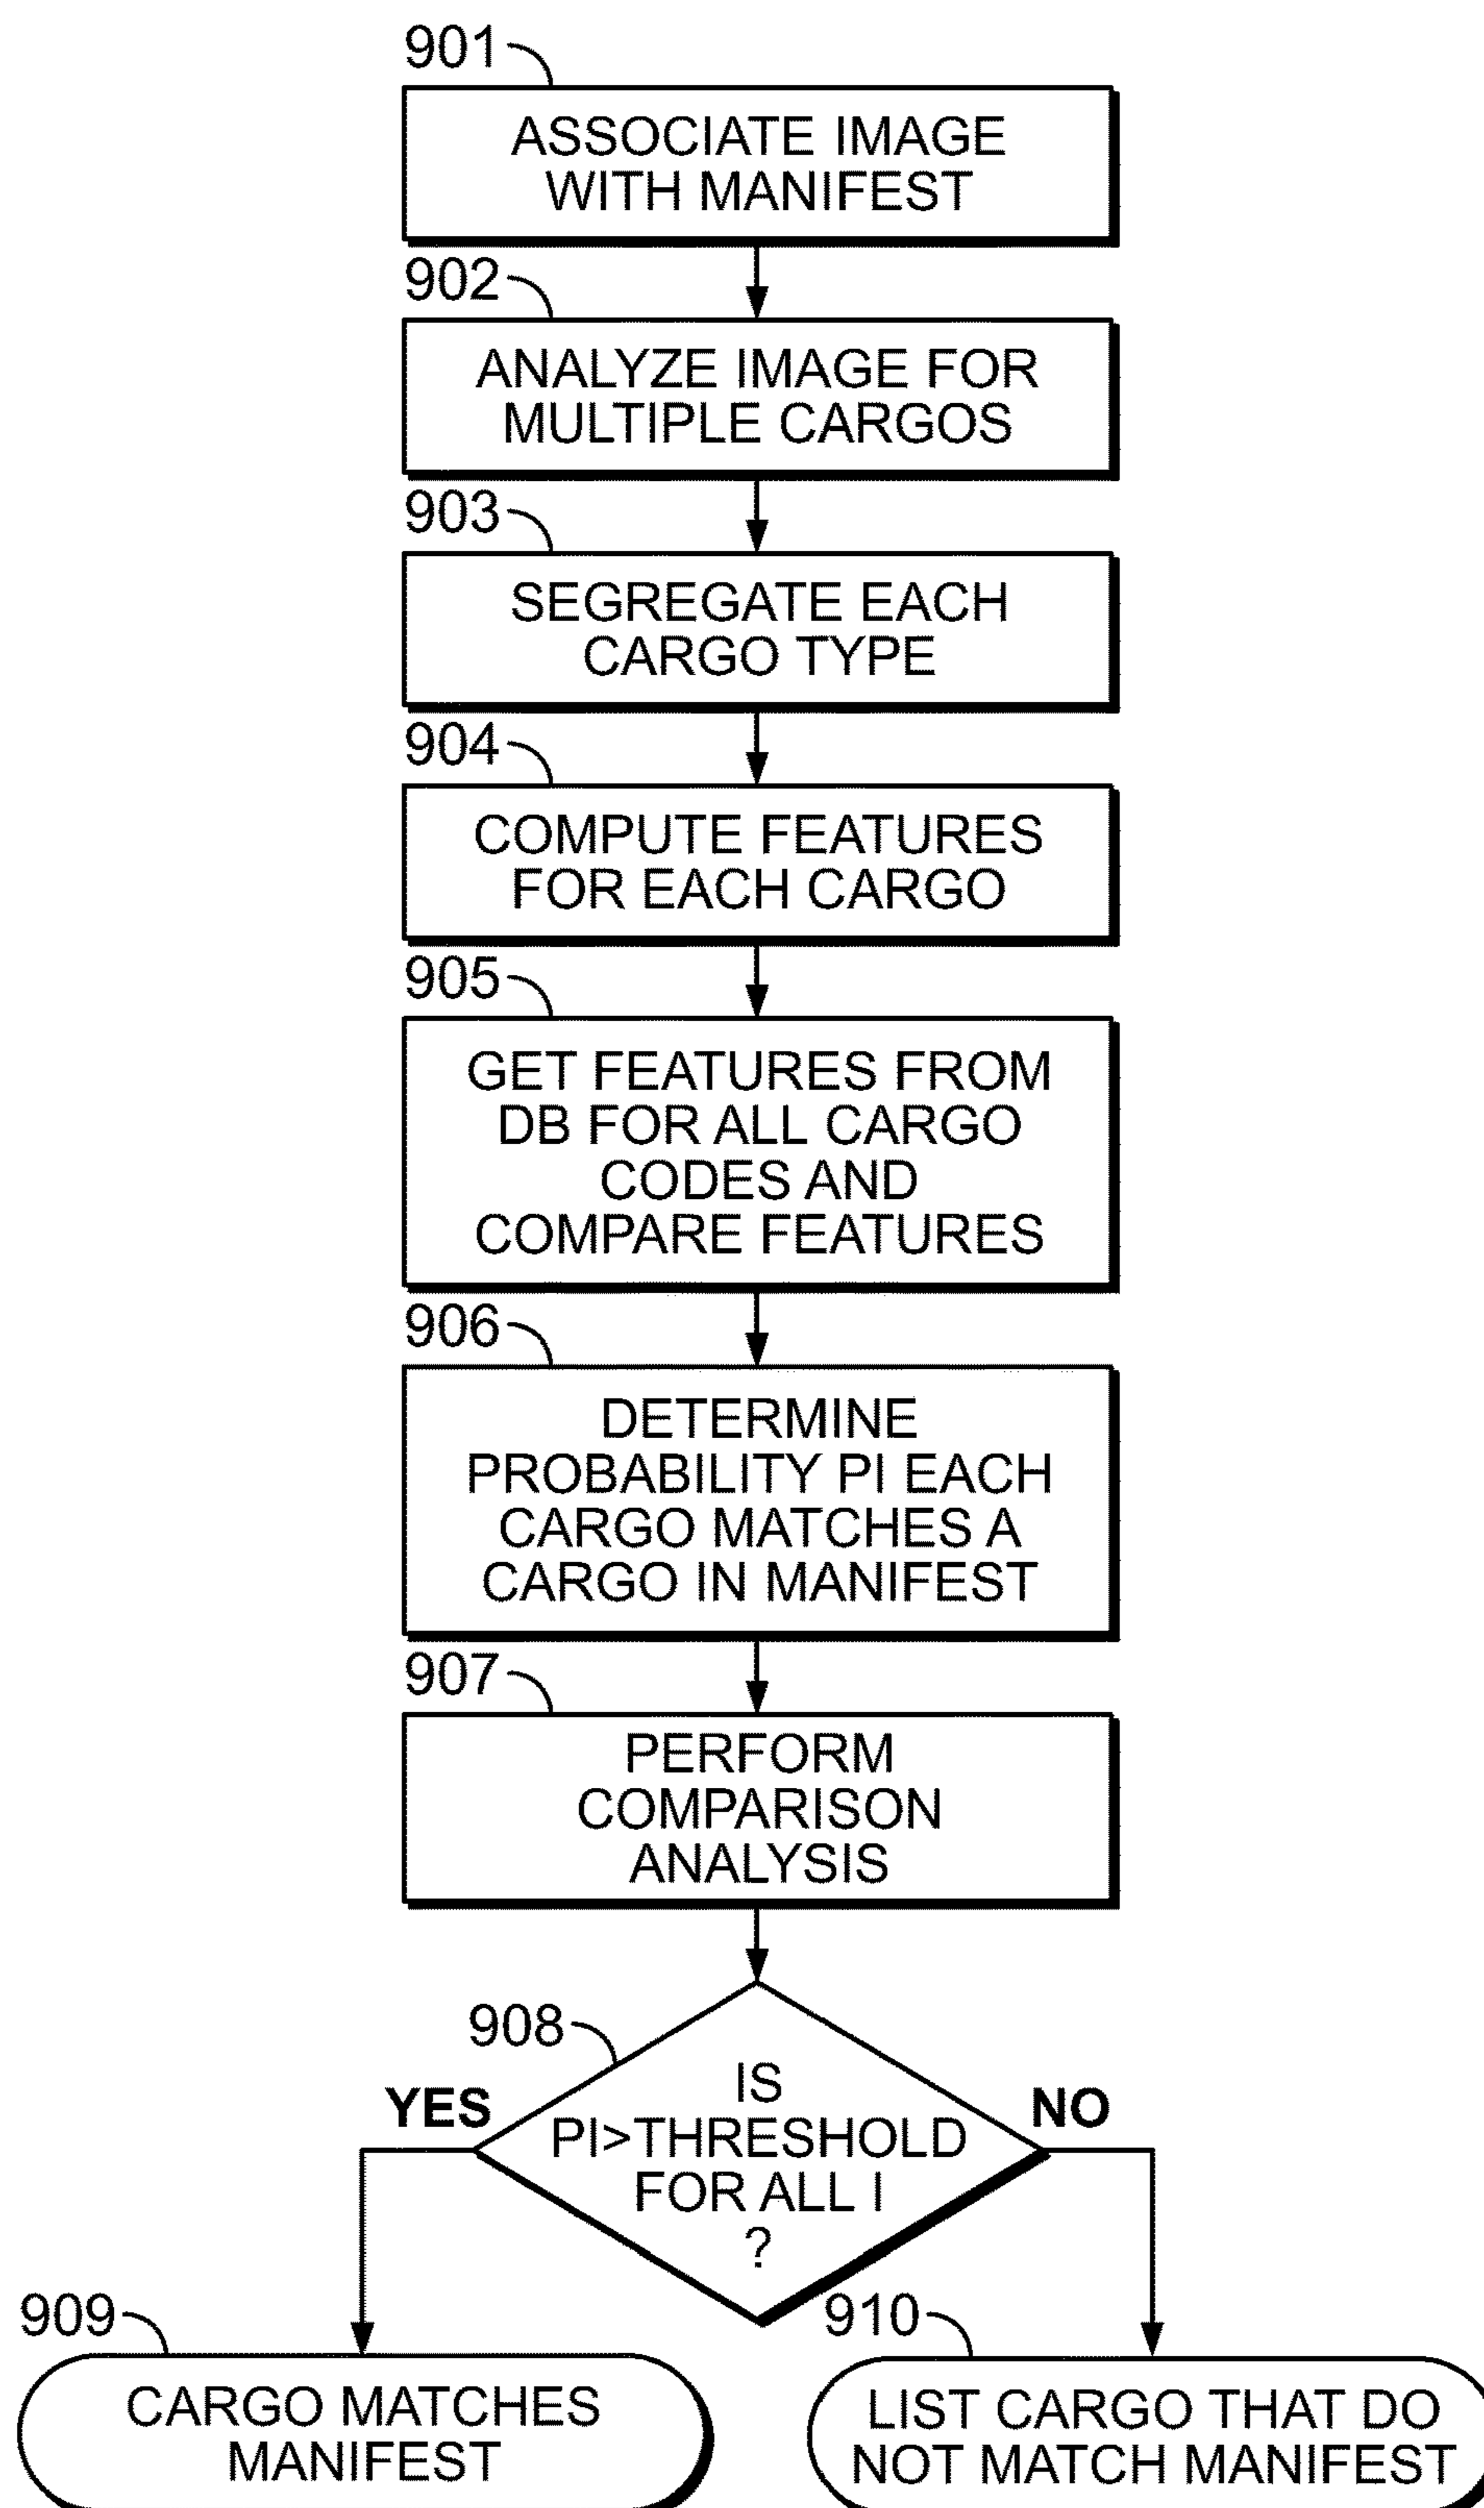 901
ASSOCIATE IMAGE
WITH MANIFEST
902
ANALYZE IMAGE FOR
MULTIPLE CARGOS
903
SEGREGATE EACH
CARGO TYPE
904
COMPUTE FEATURES
FOR EACH CARGO
905
GET FEATURES FROM
DB FOR ALL CARGO
CODES AND
COMPARE FEATURES
906
DETERMINE
PROBABILITY PI EACH
CARGO MATCHES A
CARGO IN MANIFEST
907
PERFORM
COMPARISON
ANALYSIS
908
IS
PI>THRESHOLD
FOR ALL I
?
YES
NO
909
CARGO MATCHES
MANIFEST
910
LIST CARGO THAT DO
NOT MATCH MANIFEST